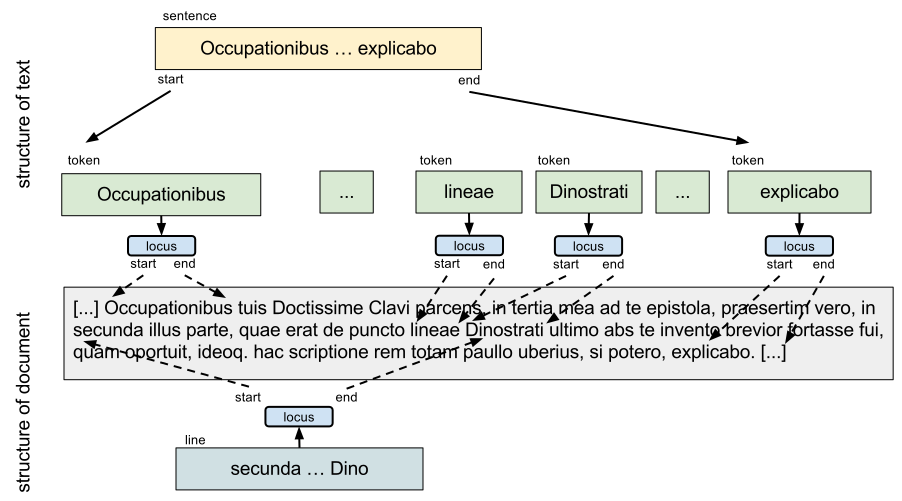 sentence
Occupationibus … explicabo
start
end
structure of text
token
token
token
token
Occupationibus
...
lineae
Dinostrati
...
explicabo
locus
locus
locus
locus
start
end
start
end
start
end
start
end
structure of document
[...] Occupationibus tuis Doctissime Clavi parcens, in tertia mea ad te epistola, praesertim vero, in
secunda illus parte, quae erat de puncto lineae Dinostrati ultimo abs te invento brevior fortasse fui,
quam oportuit, ideoq. hac scriptione rem totam paullo uberius, si potero, explicabo. [...]
start
end
locus
line
secunda … Dino